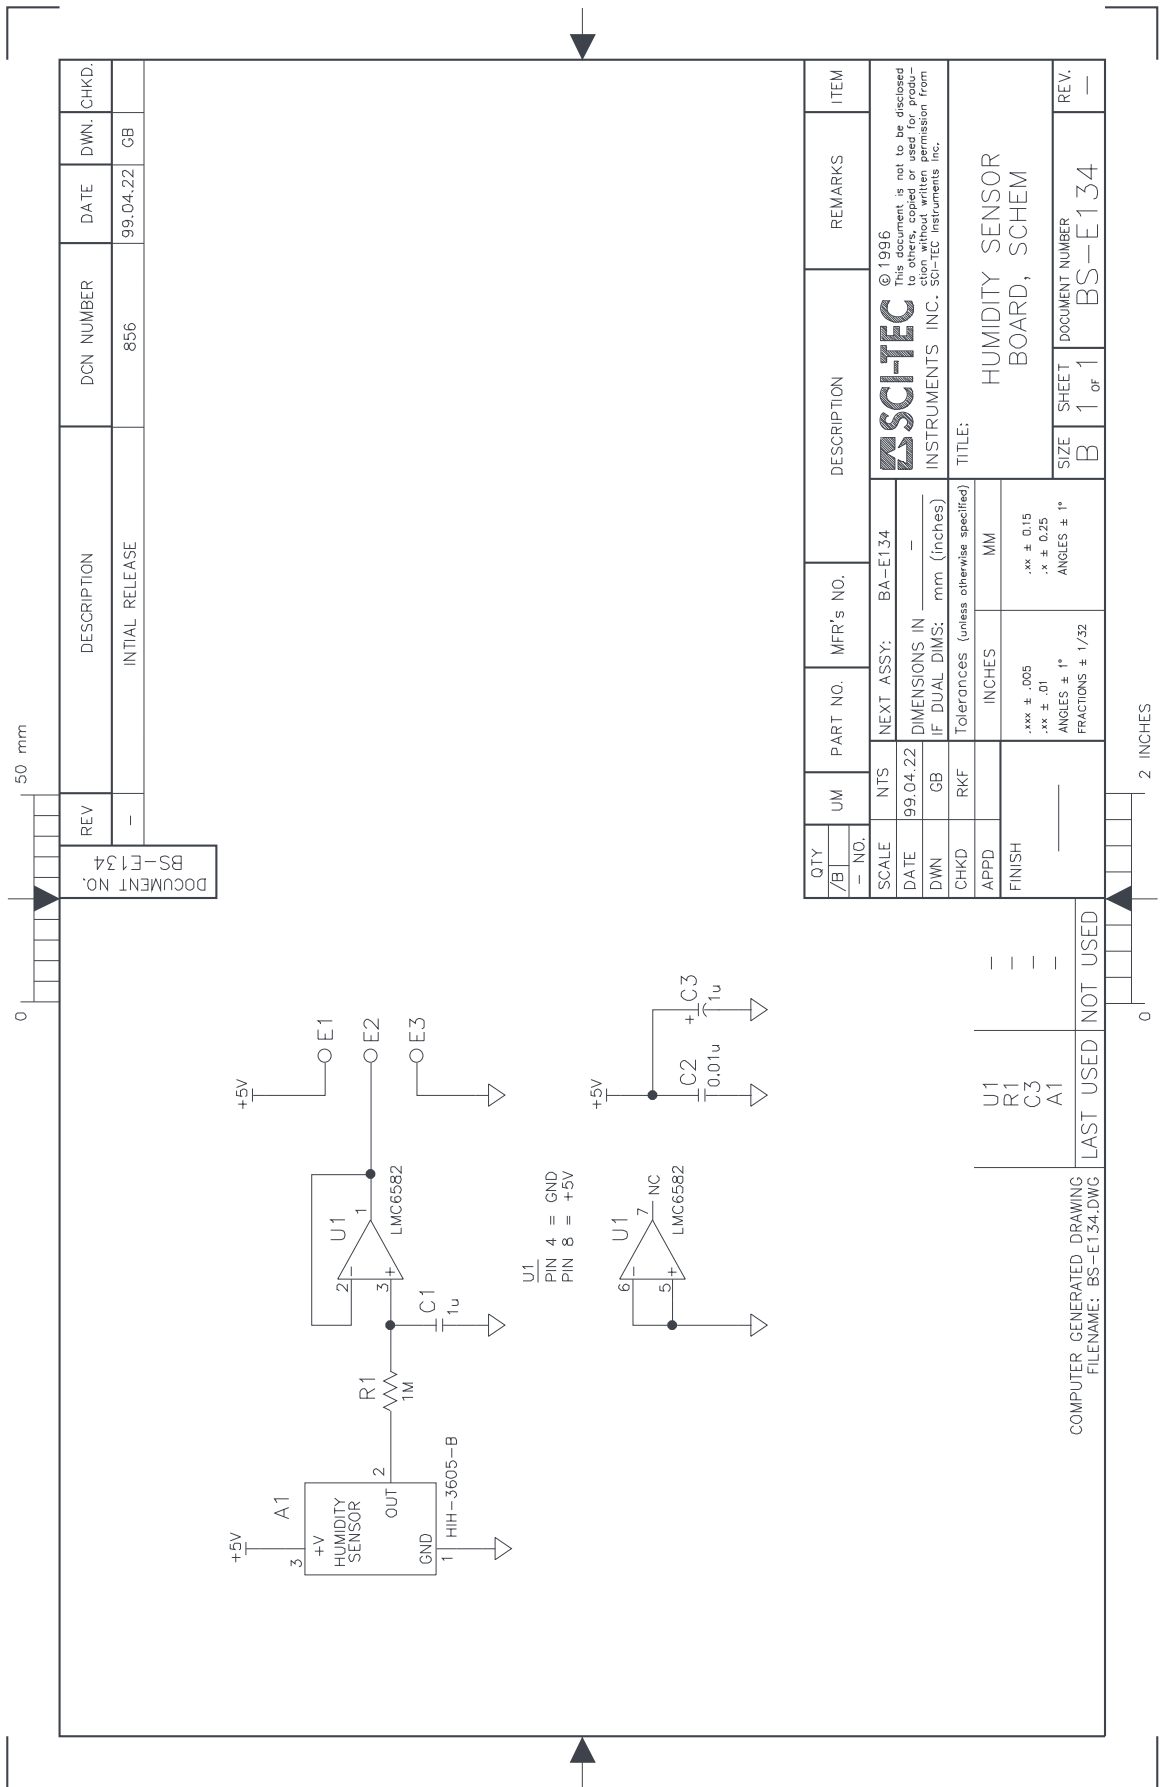 0
50 mm
DOCUMENT NO.
BS-E134
REV
DESCRIPTION
DCN NUMBER
DATE
DWN.
CHKD.
-
INTIAL RELEASE
856
99.04.22
GB
+5V
A1
3
+V
HUMIDITY
SENSOR
OUT
2
GND
1
HIH-3605-B
R1
1M
C1
1u
U1
2
-
3
+
1
LMC6582
+5V
E1
E2
E3
U1
PIN 4 = GND
PIN 8 = +5V
U1
6
-
5
+
7
NC
LMC6582
+5V
C2
0.01u
+
C3
1u
U1
-
R1
-
C3
-
A1
-
LAST USED
NOT USED
COMPUTER GENERATED DRAWING
FILENAME: BS-E134.DWG
QTY
/B
- NO.
UM
PART NO.
MFR's NO.
DESCRIPTION
REMARKS
ITEM
SCALE
NTS
DATE
99.04.22
DWN
GB
CHKD
RKF
APPD
FINISH
NEXT ASSY:
BA-E134
DIMENSIONS IN
-
IF DUAL DIMS:
mm (inches)
Tolerances (unless otherwise specified)
INCHES
MM
.xxx ± .005
.xx ± .01
ANGLES ± 1°
FRACTIONS ± 1/32
.xx ± 0.15
.x ± 0.25
ANGLES ± 1°
SCI-TEC
INSTRUMENTS INC.
© 1996
This document is not to be disclosed
to others, copied or used for produ-
ction without written permission from
SCI-TEC Instruments Inc.
TITLE:
HUMIDITY SENSOR
BOARD, SCHEM
SIZE
B
SHEET
1 OF 1
DOCUMENT NUMBER
BS-E134
REV.
-
0
2 INCHES